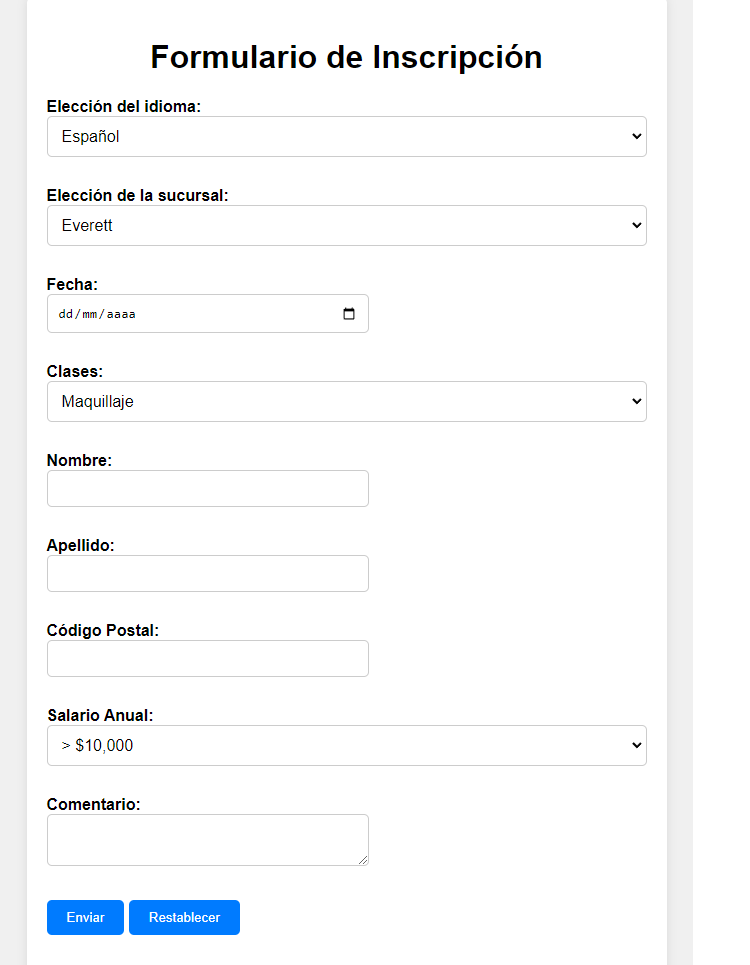 Formulario de Inscripción
Elección del idioma:
Español
Elección de la sucursal:
Everett
Fecha:
dd/mm/aaaa
Clases:
Maquillaje
Nombre:
Apellido:
Código Postal:
Salario Anual:
> $10,000
Comentario:
Enviar Restablecer